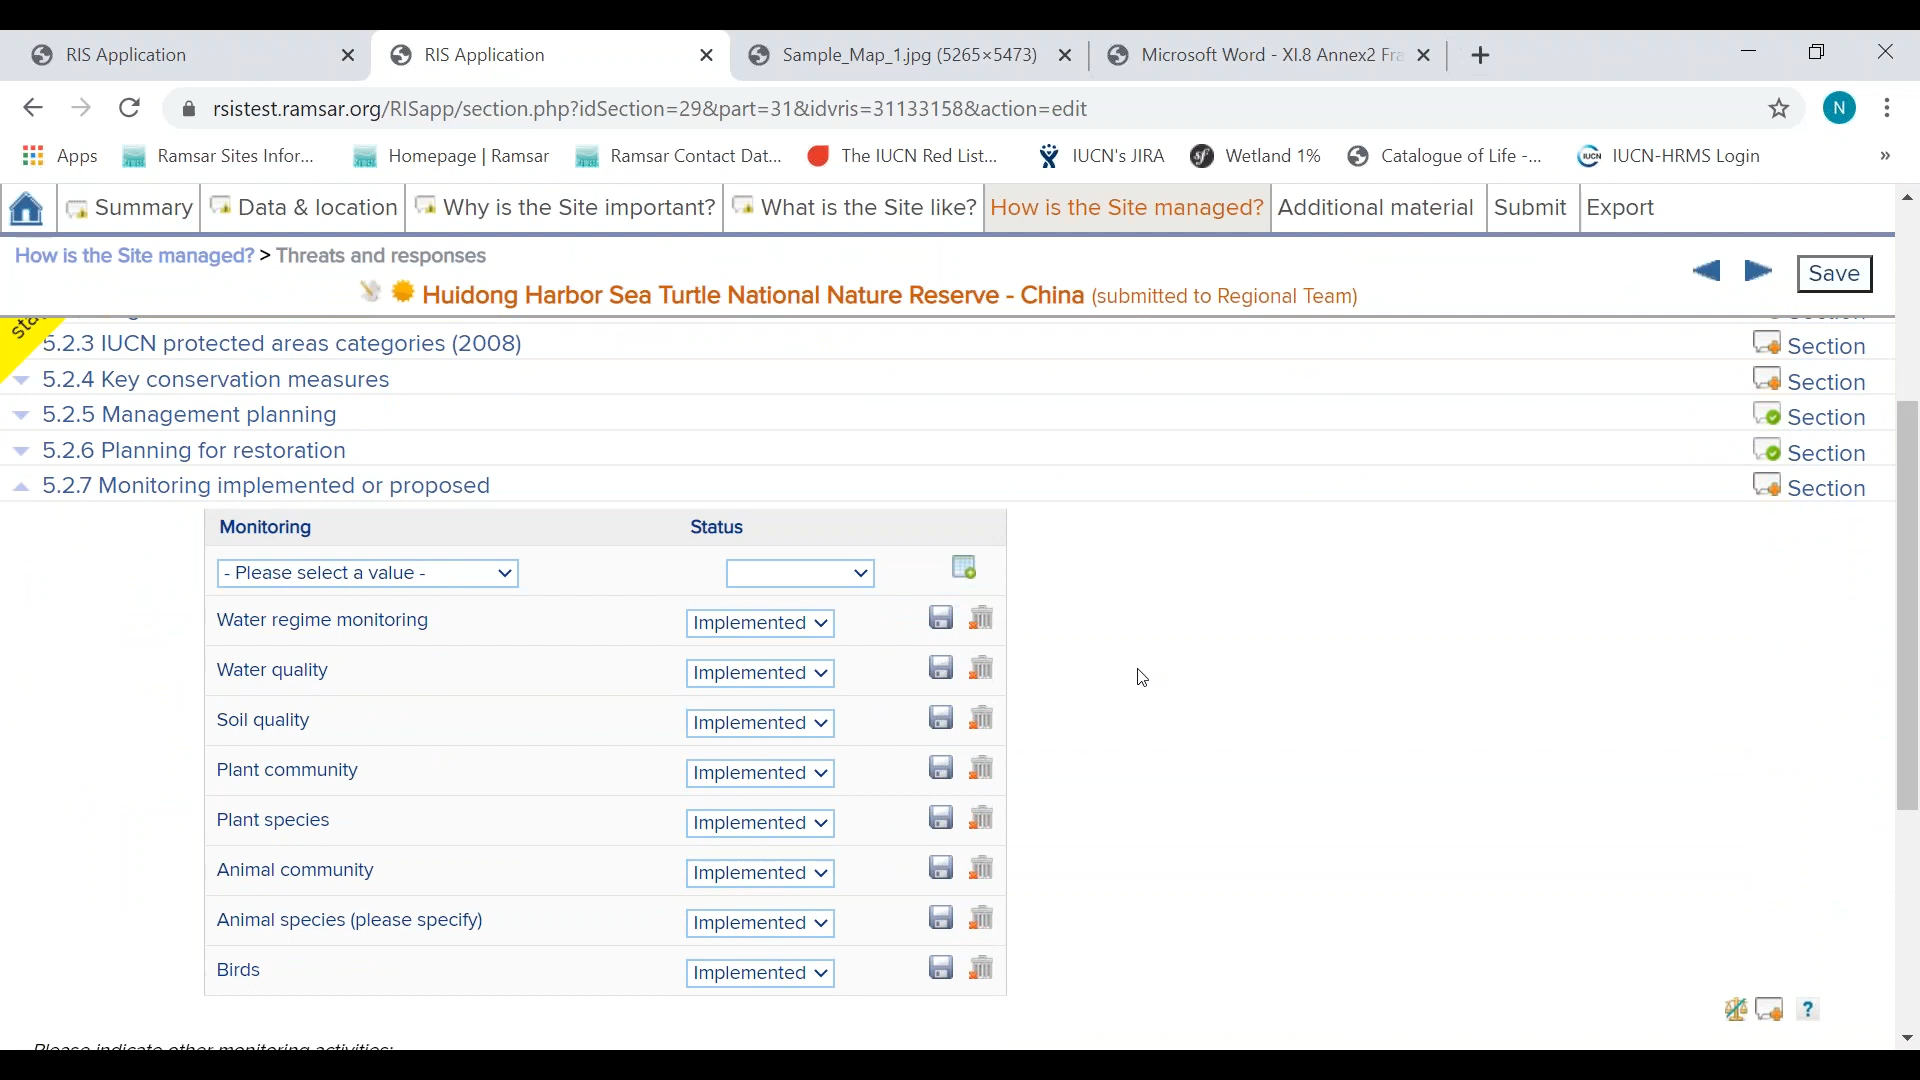 RIS Application
RIS Application
Sample_Map_1.jpg (5265×5473)
Microsoft Word - XI.8 Annex2 Fra
rsistest.ramsar.org/RISapp/section.php?idSection=29&part=31&idvris=31133158&action=edit
N
Apps
Ramsar Sites Infor...
Homepage | Ramsar
Ramsar Contact Dat...
The IUCN Red List...
IUCN's JIRA
Wetland 1%
Catalogue of Life -...
IUCN-HRMS Login
»
Summary
Data & location
Why is the Site important?
What is the Site like?
How is the Site managed?
Additional material
Submit
Export
How is the Site managed? > Threats and responses
Save
Huidong Harbor Sea Turtle National Nature Reserve - China (submitted to Regional Team)
5.2.3 IUCN protected areas categories (2008)
Section
5.2.4 Key conservation measures
Section
5.2.5 Management planning
Section
5.2.6 Planning for restoration
Section
5.2.7 Monitoring implemented or proposed
Section
Monitoring Status
- Please select a value -
Water regime monitoring Implemented
Water quality Implemented
Soil quality Implemented
Plant community Implemented
Plant species Implemented
Animal community Implemented
Animal species (please specify) Implemented
Birds Implemented
?
Please indicate other monitoring activities: